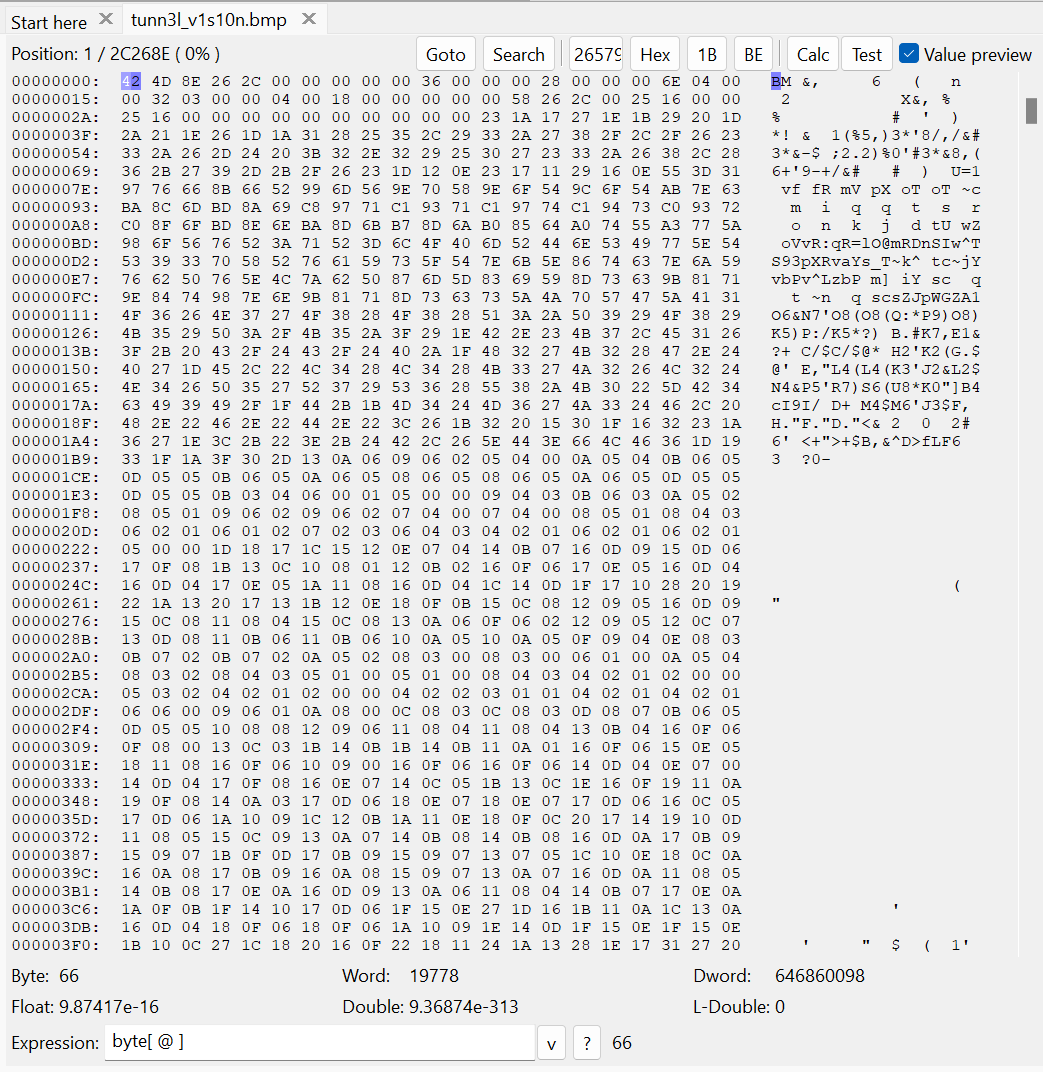 Start here × tunn3l_v1s10n.bmp ×
Position: 1 / 2C268E ( 0% ) Goto Search 26579 Hex 1B BE Calc Test Value preview
00000000: 42 4D 8E 26 2C 00 00 00 00 00 36 00 00 00 28 00 00 00 6E 04 00 BM &, 6 ( n
00000015: 00 32 03 00 00 04 00 18 00 00 00 00 00 58 26 2C 00 25 16 00 00 2 X&, %
0000002A: 25 16 00 00 00 00 00 00 00 00 00 00 23 1A 17 27 1E 1B 29 20 1D % # ' )
0000003F: 2A 21 1E 26 1D 1A 31 28 25 35 2C 29 33 2A 27 38 2F 2C 2F 26 23 *! & 1(%5,)3*'8/,/&#
00000054: 33 2A 26 2D 24 20 3B 32 2E 32 29 25 30 27 23 33 2A 26 38 2C 28 3*&-$ ;2.2)%0'#3*&8,(
00000069: 36 2B 27 39 2D 2B 2F 26 23 1D 12 0E 23 17 11 29 16 0E 55 3D 31 6+'9-+/&# # ) U=1
0000007E: 97 76 66 8B 66 52 99 6D 56 9E 70 58 9E 6F 54 9C 6F 54 AB 7E 63 vf fR mV pX oT oT ~c
00000093: BA 8C 6D BD 8A 69 C8 97 71 C1 93 71 C1 97 74 C1 94 73 C0 93 72 m i q q t s r
000000A8: C0 8F 6F BD 8E 6E BA 8D 6B B7 8D 6A B0 85 64 A0 74 55 A3 77 5A o n k j d tU wZ
000000BD: 98 6F 56 76 52 3A 71 52 3D 6C 4F 40 6D 52 44 6E 53 49 77 5E 54 oVvR:qR=lO@mRDnSIw^T
000000D2: 53 39 33 70 58 52 76 61 59 73 5F 54 7E 6B 5E 86 74 63 7E 6A 59 S93pXRvaYs_T~k^ tc~jY
000000E7: 76 62 50 76 5E 4C 7A 62 50 87 6D 5D 83 69 59 8D 73 63 9B 81 71 vbPv^LzbP m] iY sc q
000000FC: 9E 84 74 98 7E 6E 9B 81 71 8D 73 63 73 5A 4A 70 57 47 5A 41 31 t ~n q scsZJpWGZA1
00000111: 4F 36 26 4E 37 27 4F 38 28 4F 38 28 51 3A 2A 50 39 29 4F 38 29 O6&N7'O8(O8(Q:*P9)O8)
00000126: 4B 35 29 50 3A 2F 4B 35 2A 3F 29 1E 42 2E 23 4B 37 2C 45 31 26 K5)P:/K5*?) B.#K7,E1&
0000013B: 3F 2B 20 43 2F 24 43 2F 24 40 2A 1F 48 32 27 4B 32 28 47 2E 24 ?+ C/$C/$@* H2'K2(G.$
00000150: 40 27 1D 45 2C 22 4C 34 28 4C 34 28 4B 33 27 4A 32 26 4C 32 24 @' E,"L4(L4(K3'J2&L2$
00000165: 4E 34 26 50 35 27 52 37 29 53 36 28 55 38 2A 4B 30 22 5D 42 34 N4&P5'R7)S6(U8*K0"]B4
0000017A: 63 49 39 49 2F 1F 44 2B 1B 4D 34 24 4D 36 27 4A 33 24 46 2C 20 cI9I/ D+ M4$M6'J3$F,
0000018F: 48 2E 22 46 2E 22 44 2E 22 3C 26 1B 32 20 15 30 1F 16 32 23 1A H."F."D."<& 2 0 2#
000001A4: 36 27 1E 3C 2B 22 3E 2B 24 42 2C 26 5E 44 3E 66 4C 46 36 1D 19 6' <+">+$B,&^D>fLF6
000001B9: 33 1F 1A 3F 30 2D 13 0A 06 09 06 02 05 04 00 0A 05 04 0B 06 05 3 ?0-
000001CE: 0D 05 05 0B 06 05 0A 06 05 08 06 05 08 06 05 0A 06 05 0D 05 05
000001E3: 0D 05 05 0B 03 04 06 00 01 05 00 00 09 04 03 0B 06 03 0A 05 02
000001F8: 08 05 01 09 06 02 09 06 02 07 04 00 07 04 00 08 05 01 08 04 03
0000020D: 06 02 01 06 01 02 07 02 03 06 04 03 04 02 01 06 02 01 06 02 01
00000222: 05 00 00 1D 18 17 1C 15 12 0E 07 04 14 0B 07 16 0D 09 15 0D 06
00000237: 17 0F 08 1B 13 0C 10 08 01 12 0B 02 16 0F 06 17 0E 05 16 0D 04
0000024C: 16 0D 04 17 0E 05 1A 11 08 16 0D 04 1C 14 0D 1F 17 10 28 20 19 (
00000261: 22 1A 13 20 17 13 1B 12 0E 18 0F 0B 15 0C 08 12 09 05 16 0D 09 "
00000276: 15 0C 08 11 08 04 15 0C 08 13 0A 06 0F 06 02 12 09 05 12 0C 07
0000028B: 13 0D 08 11 0B 06 11 0B 06 10 0A 05 10 0A 05 0F 09 04 0E 08 03
000002A0: 0B 07 02 0B 07 02 0A 05 02 08 03 00 08 03 00 06 01 00 0A 05 04
000002B5: 08 03 02 08 04 03 05 01 00 05 01 00 08 04 03 04 02 01 02 00 00
000002CA: 05 03 02 04 02 01 02 00 00 04 02 02 03 01 01 04 02 01 04 02 01
000002DF: 06 06 00 09 06 01 0A 08 00 0C 08 03 0C 08 03 0D 08 07 0B 06 05
000002F4: 0D 05 05 10 08 08 12 09 06 11 08 04 11 08 04 13 0B 04 16 0F 06
00000309: 0F 08 00 13 0C 03 1B 14 0B 1B 14 0B 11 0A 01 16 0F 06 15 0E 05
0000031E: 18 11 08 16 0F 06 10 09 00 16 0F 06 16 0F 06 14 0D 04 0E 07 00
00000333: 14 0D 04 17 0F 08 16 0E 07 14 0C 05 1B 13 0C 1E 16 0F 19 11 0A
00000348: 19 0F 08 14 0A 03 17 0D 06 18 0E 07 18 0E 07 17 0D 06 16 0C 05
0000035D: 17 0D 06 1A 10 09 1C 12 0B 1A 11 0E 18 0F 0C 20 17 14 19 10 0D
00000372: 11 08 05 15 0C 09 13 0A 07 14 0B 08 14 0B 08 16 0D 0A 17 0B 09
00000387: 15 09 07 1B 0F 0D 17 0B 09 15 09 07 13 07 05 1C 10 0E 18 0C 0A
0000039C: 16 0A 08 17 0B 09 16 0A 08 15 09 07 13 0A 07 16 0D 0A 11 08 05
000003B1: 14 0B 08 17 0E 0A 16 0D 09 13 0A 06 11 08 04 14 0B 07 17 0E 0A
000003C6: 1A 0F 0B 1F 14 10 17 0D 06 1F 15 0E 27 1D 16 1B 11 0A 1C 13 0A '
000003DB: 16 0D 04 18 0F 06 18 0F 06 1A 10 09 1E 14 0D 1F 15 0E 1F 15 0E
000003F0: 1B 10 0C 27 1C 18 20 16 0F 22 18 11 24 1A 13 28 1E 17 31 27 20 ' " $ ( 1'
Byte: 66 Word: 19778 Dword: 646860098
Float: 9.87417e-16 Double: 9.36874e-313 L-Double: 0
Expression: byte[ @ ] v ? 66